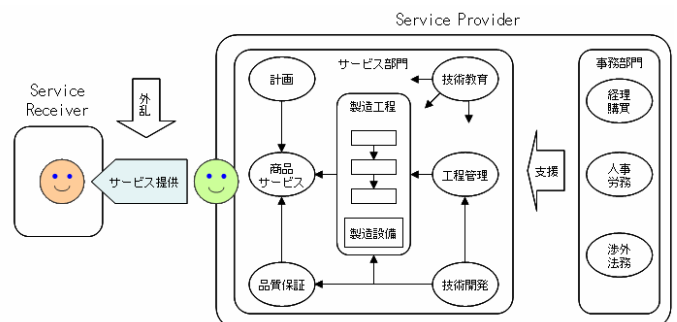 Service Provider
Service
Receiver
外乱
サービス提供
サービス部門
計画
技術教育
製造工程
商品
サービス
工程管理
製造設備
品質保証
技術開発
支援
事務部門
経理
購買
人事
労務
渉外
法務